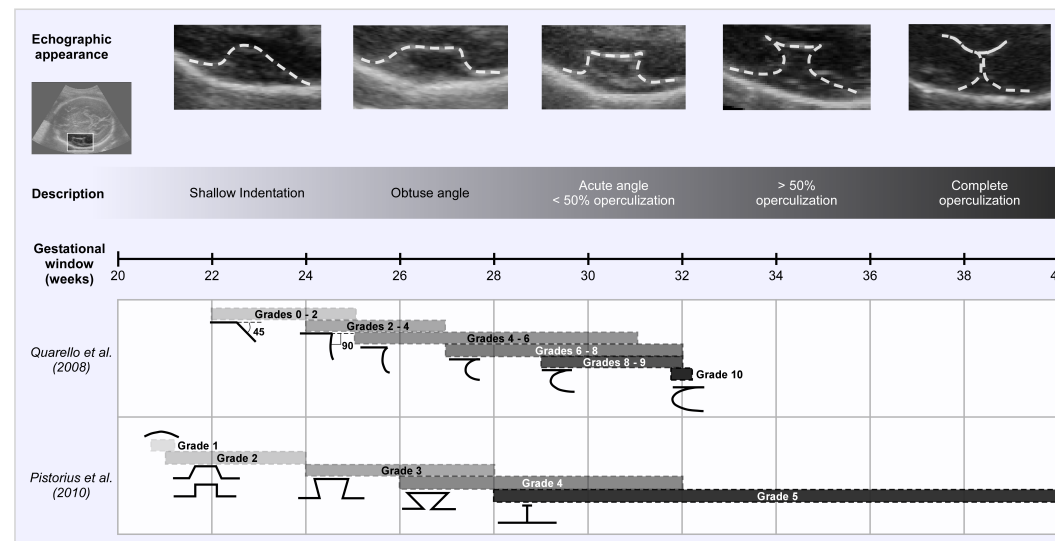 Echographic
appearance
Description
Shallow Indentation
Obtuse angle
Acute angle
< 50% operculization
> 50%
operculization
Complete
operculization
Gestational
window
(weeks)
20 22 24 26 28 30 32 34 36 38 4
Quarello et al.
(2008)
Grades 0 - 2
45
Grades 2 - 4
90
Grades 4 - 6
Grades 6 - 8
Grades 8 - 9
Grade 10
Pistorius et al.
(2010)
Grade 1
Grade 2
Grade 3
Grade 4
Grade 5